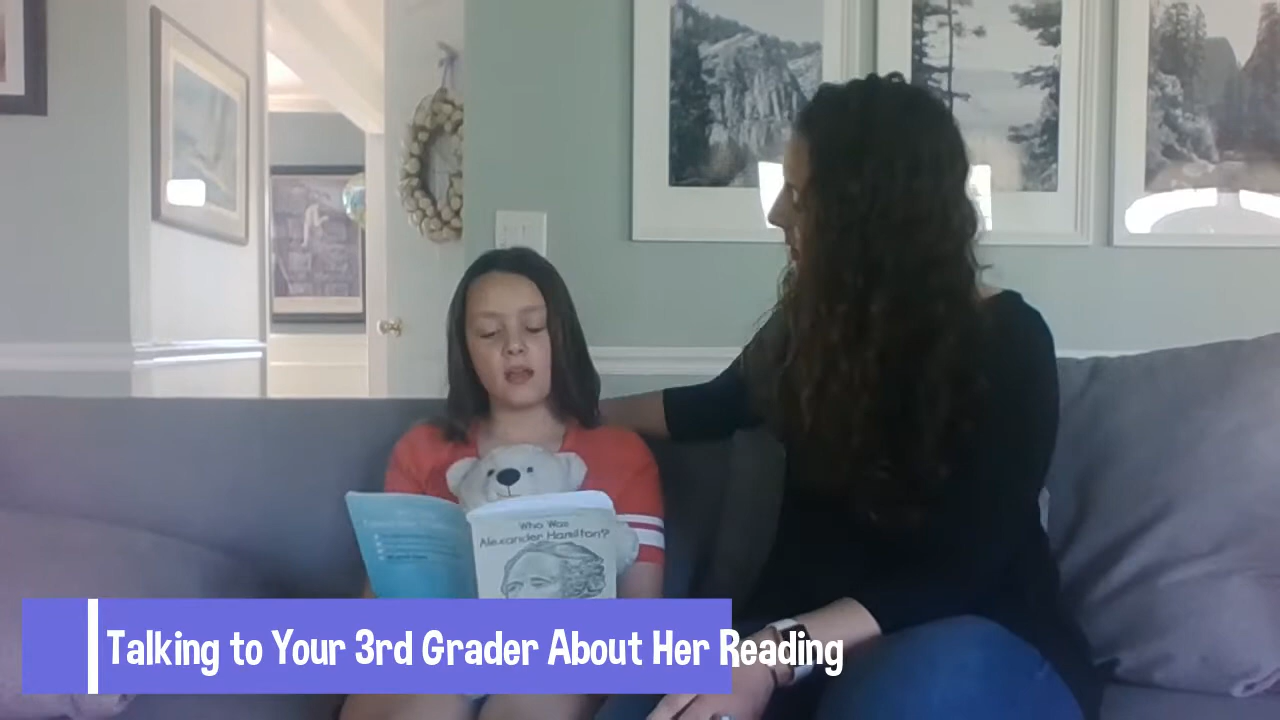 Who Was
Alexander Hamilton?
Talking to Your 3rd Grader About Her Reading